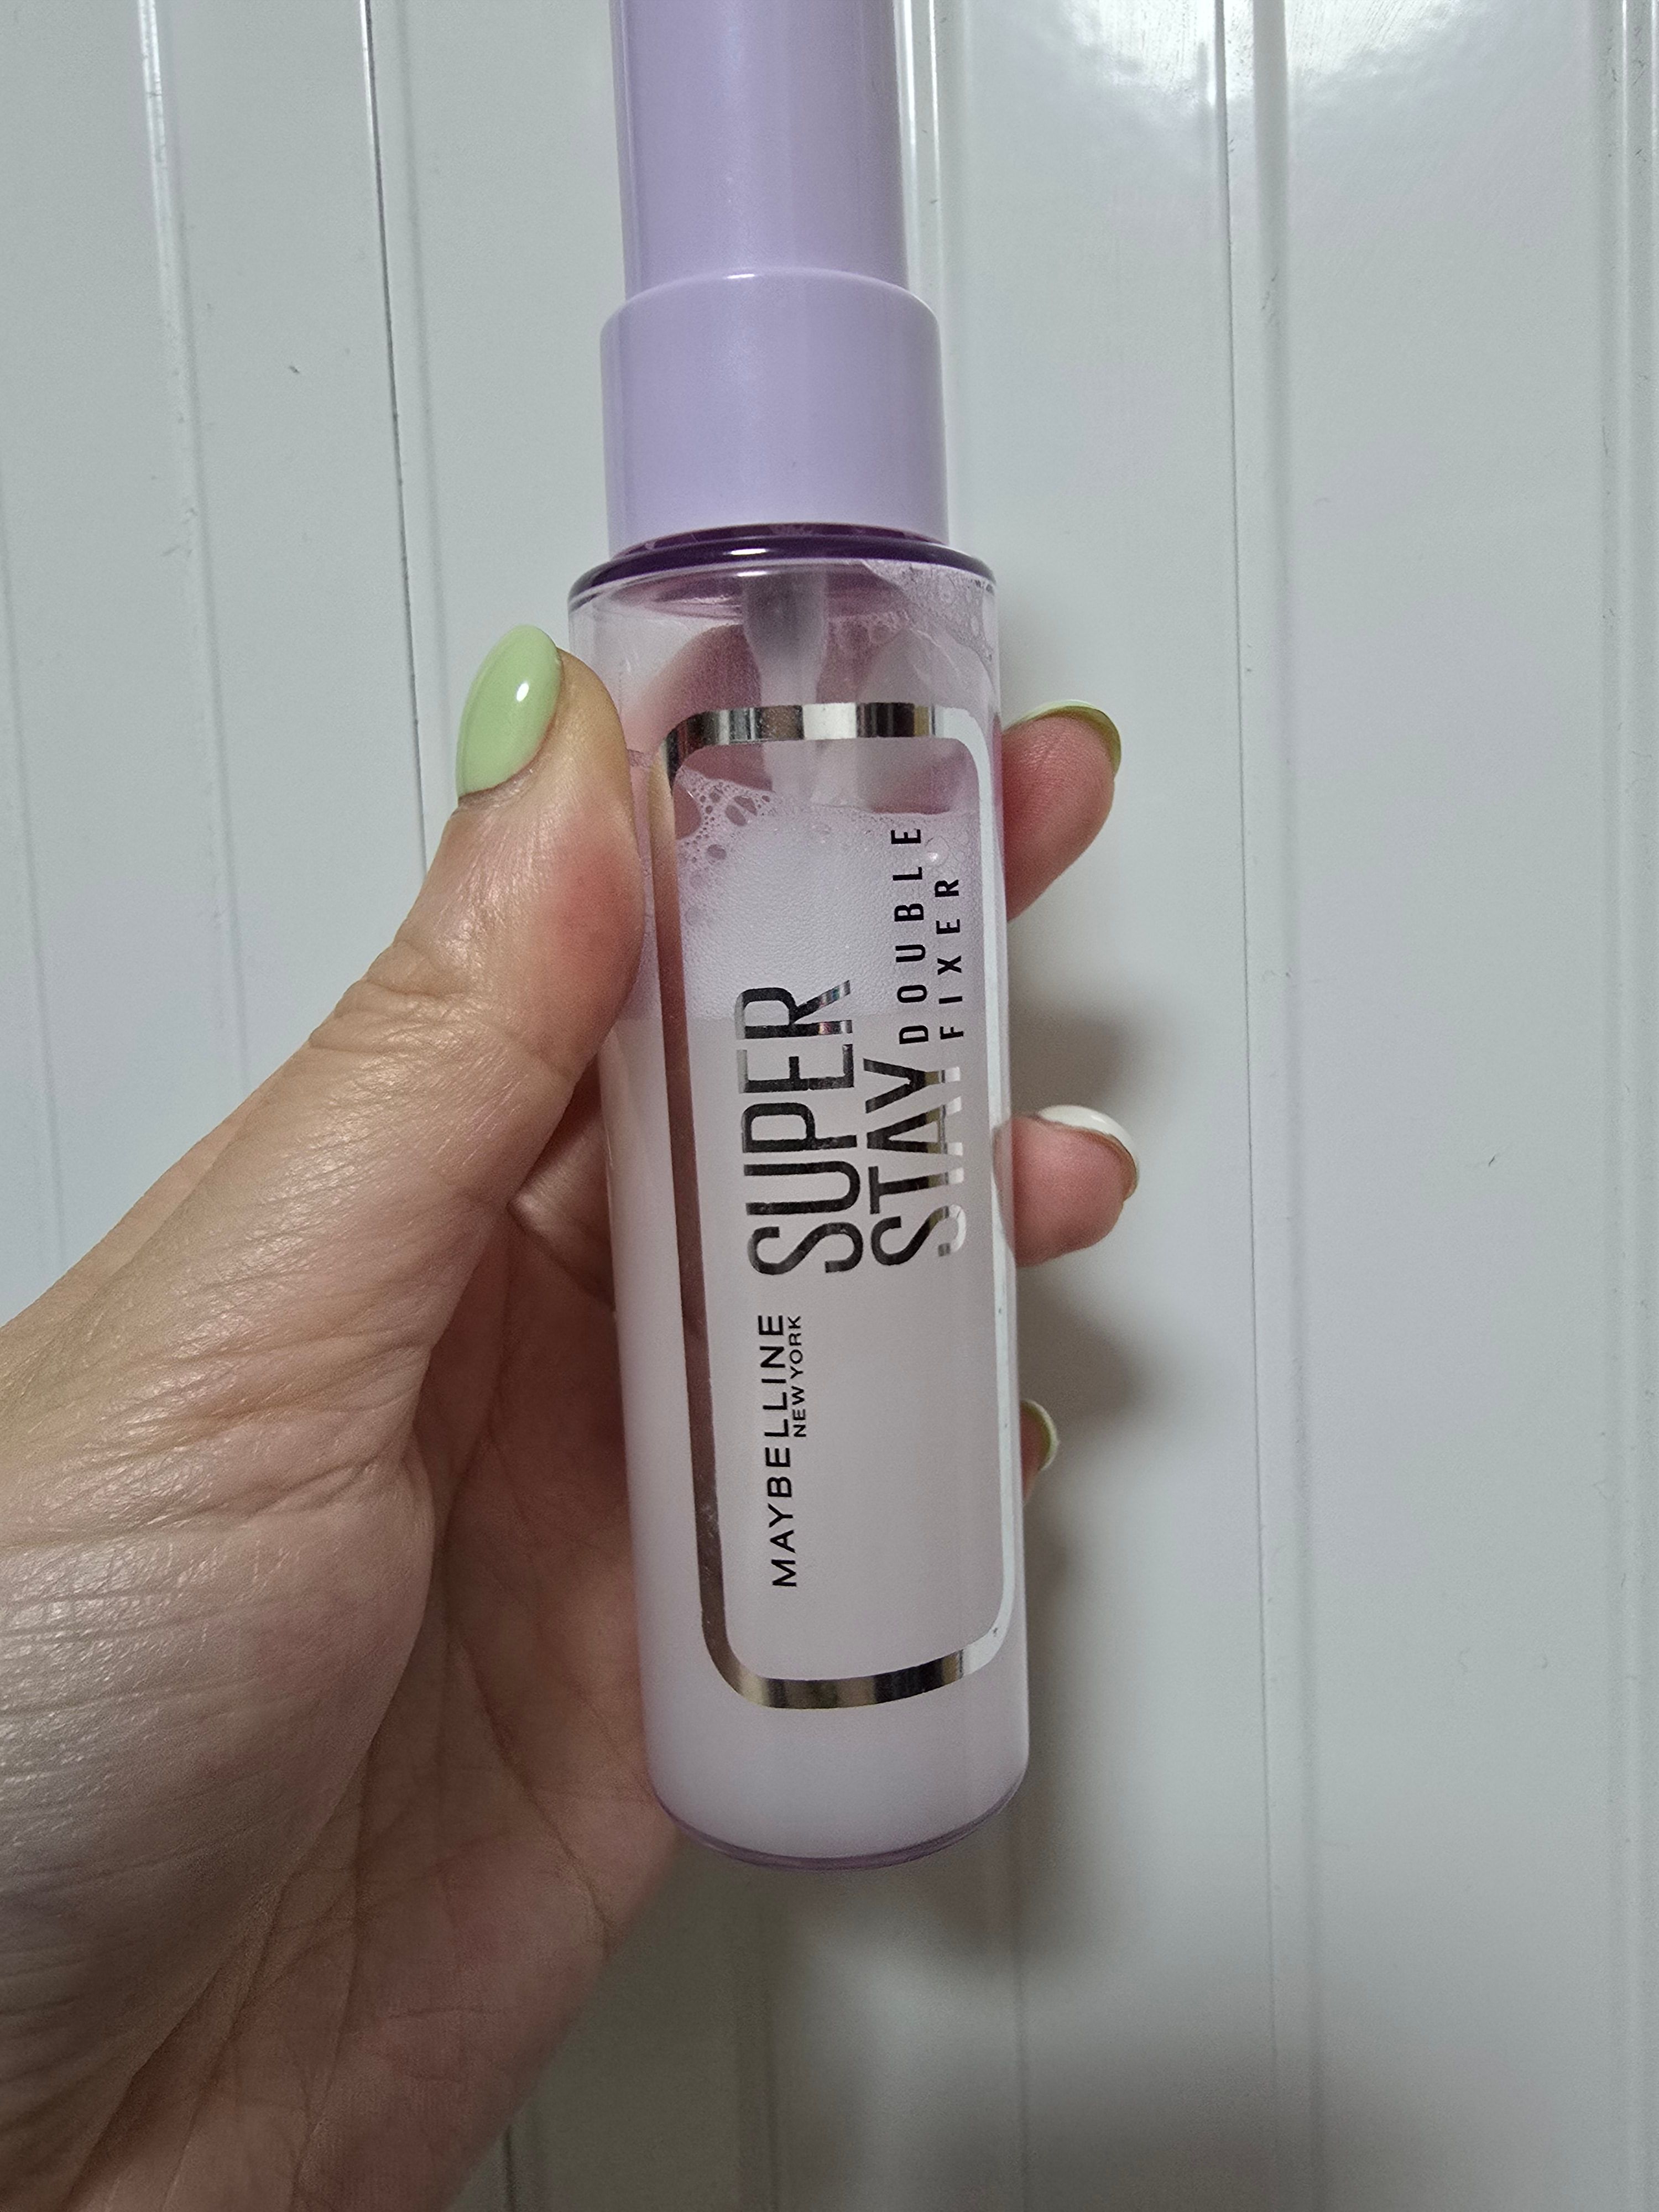 MAYBELLINE
NEW YORK
SUPER
STAY
DOUBLE
FIXER